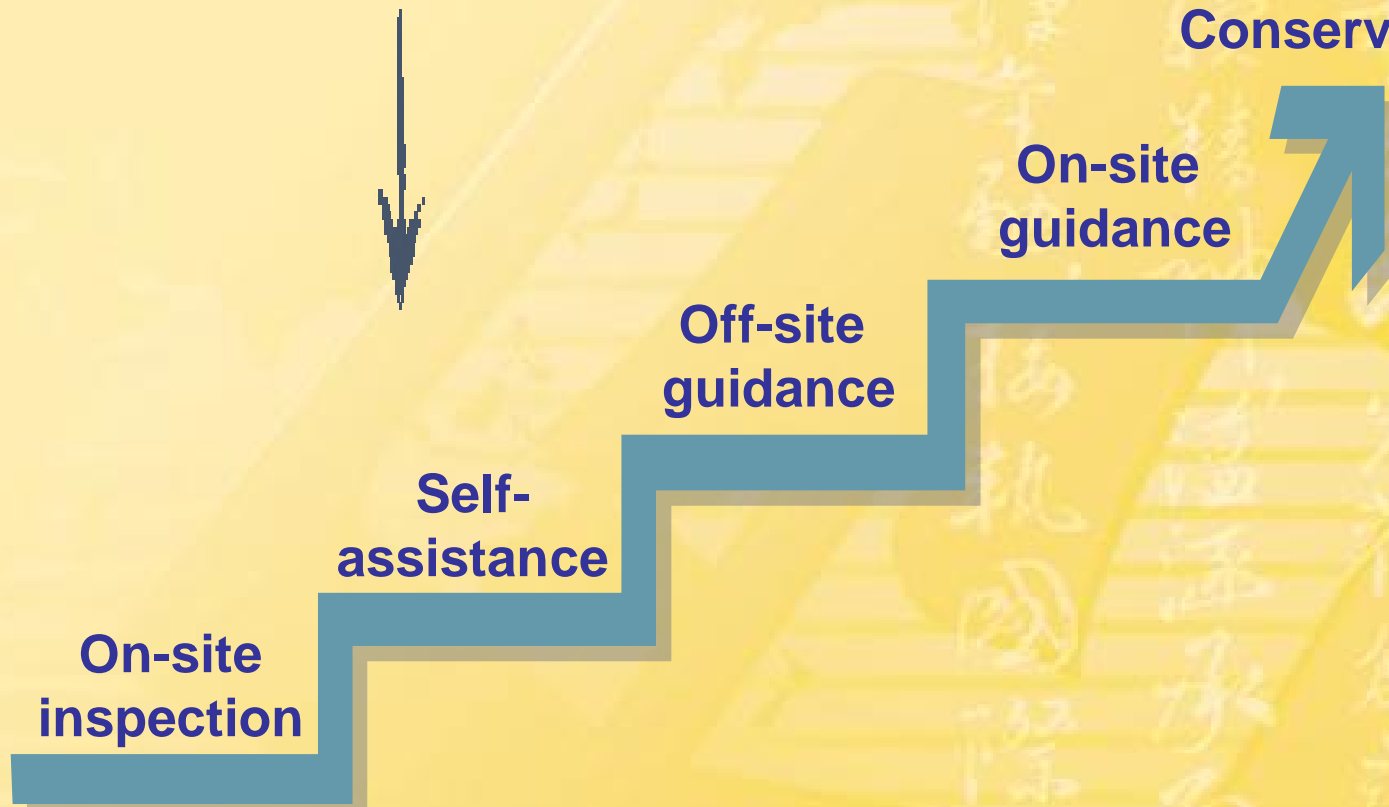 Conserv
On-site
guidance
Off-site
guidance
Self-
assistance
On-site
inspection